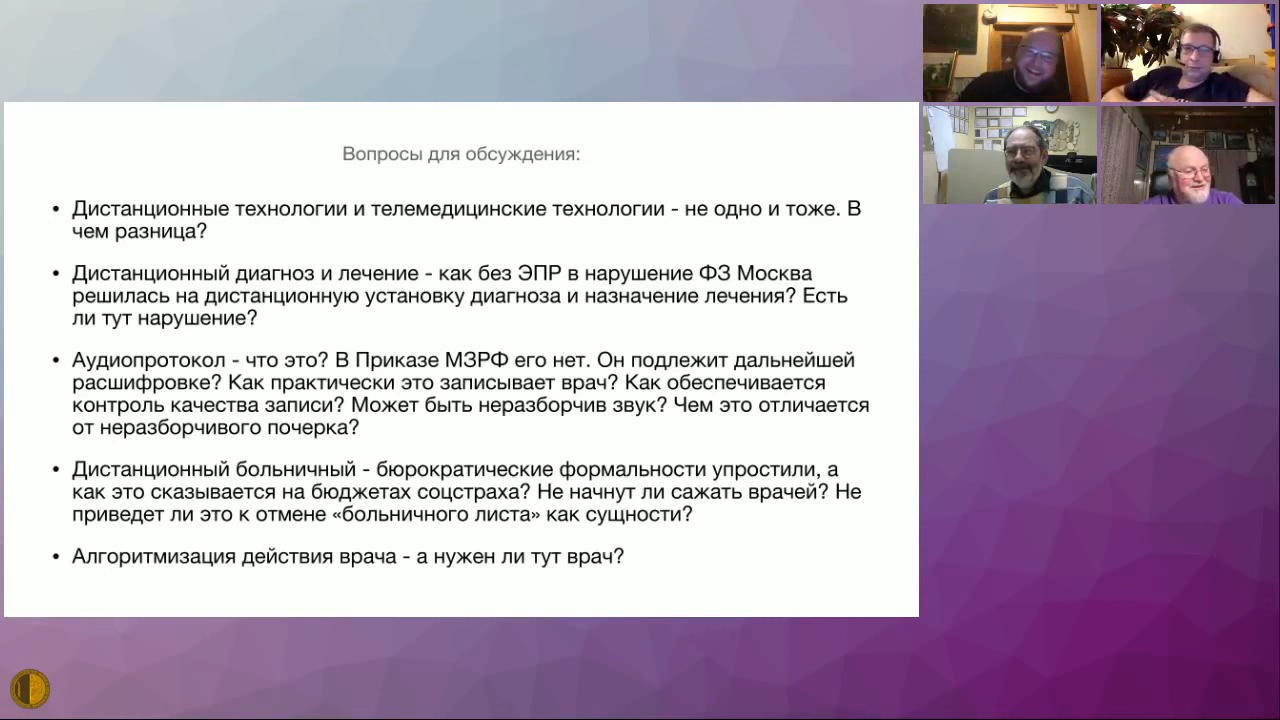 Вопросы для обсуждения:
• Дистанционные технологии и телемедицинские технологии - не одно и тоже. В
чем разница?
• Дистанционный диагноз и лечение - как без ЭПР в нарушение ФЗ Москва
решилась на дистанционную установку диагноза и назначение лечения? Есть
ли тут нарушение?
• Аудиопротокол - что это? В Приказе МЗРФ его нет. Он подлежит дальнейшей
расшифровке? Как практически это записывает врач? Как обеспечивается
контроль качества записи? Может быть неразборчив звук? Чем это отличается
от неразборчивого почерка?
• Дистанционный больничный - бюрократические формальности упростили, а
как это сказывается на бюджетах соцстраха? Не начнут ли сажать врачей? Не
приведет ли это к отмене «больничного листа» как сущности?
• Алгоритмизация действия врача - а нужен ли тут врач?